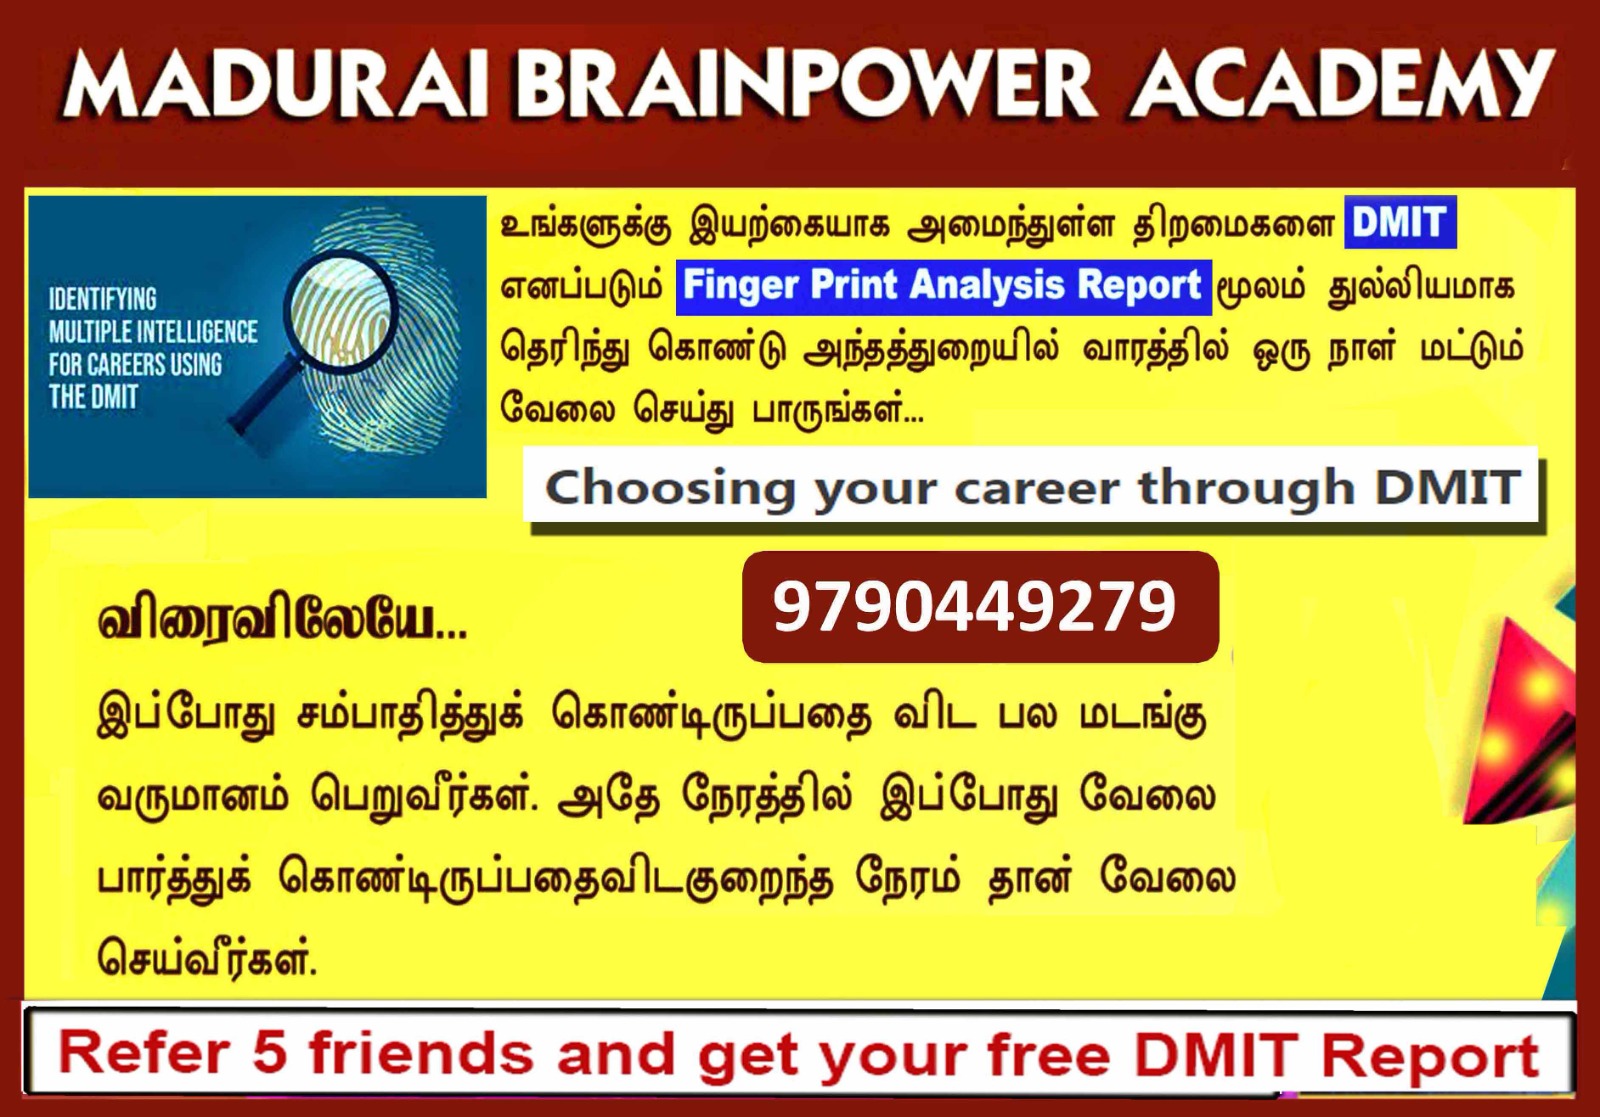 MADURAI BRAINPOWER ACADEMY
IDENTIFYING
MULTIPLE INTELLIGENCE
FOR CAREERS USING
THE DMIT
உங்களுக்கு இயற்கையாக அமைந்துள்ள திறமைகளை DMIT
எனப்படும் Finger Print Analysis Report மூலம் துல்லியமாக
தெரிந்து கொண்டு அந்தத்துறையில் வாரத்தில் ஒரு நாள் மட்டும்
வேலை செய்து பாருங்கள்...
Choosing your career through DMIT
9790449279
விரைவிலேயே...
இப்போது சம்பாதித்துக் கொண்டிருப்பதை விட பல மடங்கு
வருமானம் பெறுவீர்கள். அதே நேரத்தில் இப்போது வேலை
பார்த்துக் கொண்டிருப்பதைவிடகுறைந்த நேரம் தான் வேலை
செய்வீர்கள்.
Refer 5 friends and get your free DMIT Report